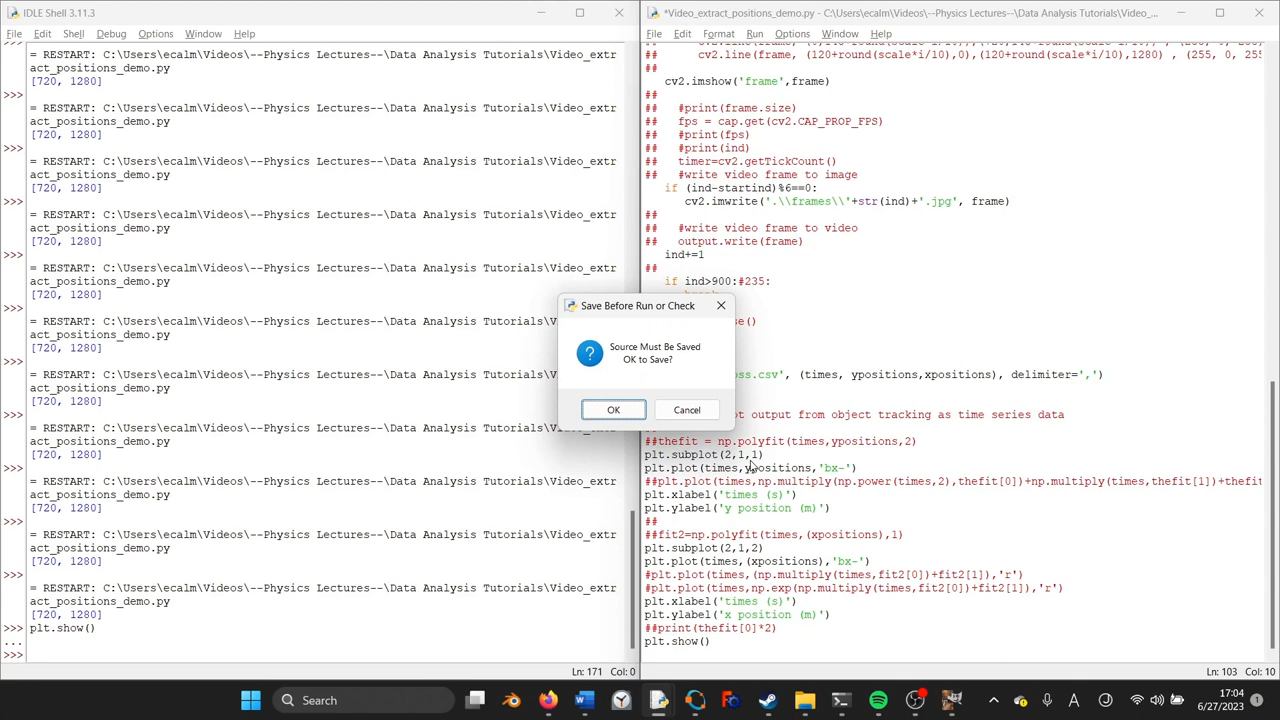 IDLE Shell 3.11.3
File Edit Shell Debug Options Window Help
= RESTART: C:\Users\ecalm\Videos\--Physics Lectures--\Data Analysis Tutorials\Video_extr
act_positions_demo.py
[720, 1280]
>>>
= RESTART: C:\Users\ecalm\Videos\--Physics Lectures--\Data Analysis Tutorials\Video_extr
act_positions_demo.py
[720, 1280]
>>>
= RESTART: C:\Users\ecalm\Videos\--Physics Lectures--\Data Analysis Tutorials\Video_extr
act_positions_demo.py
[720, 1280]
>>>
= RESTART: C:\Users\ecalm\Videos\--Physics Lectures--\Data Analysis Tutorials\Video_extr
act_positions_demo.py
[720, 1280]
>>>
= RESTART: C:\Users\ecalm\Videos\--Physics Lectures--\Data Analysis Tutorials\Video_extr
act_positions_demo.py
[720, 1280]
>>>
= RESTART: C:\Users\ecalm\Videos\--Physics Lectures--\Data Analysis Tutorials\V
act_positions_demo.py
[720, 1280]
>>>
= RESTART: C:\Users\ecalm\Videos\--Physics Lectures--\Data Analysis Tutorials\V
act_positions_demo.py
[720, 1280]
>>>
= RESTART: C:\Users\ecalm\Videos\--Physics Lectures--\Data Analysis Tutorials\V
act_positions_demo.py
[720, 1280]
>>>
= RESTART: C:\Users\ecalm\Videos\--Physics Lectures--\Data Analysis Tutorials\Video_extr
act_positions_demo.py
[720, 1280]
>>>
= RESTART: C:\Users\ecalm\Videos\--Physics Lectures--\Data Analysis Tutorials\Video_extr
act_positions_demo.py
[720, 1280]
>>>
= RESTART: C:\Users\ecalm\Videos\--Physics Lectures--\Data Analysis Tutorials\Video_extr
act_positions_demo.py
[720, 1280]
>>> plt.show()
...
>>>
Ln: 171 Col: 0
*Video_extract_positions_demo.py - C:\Users\ecalm\Videos\--Physics Lectures--\Data Analysis Tutorials\Video_...
File Edit Format Run Options Window Help
cv2.line(frame, (120+round(scale*i/10),0),(120+round(scale*i/10),1280) , (255, 0, 255
##
cv2.imshow('frame',frame)
##
## #print(frame.size)
## fps = cap.get(cv2.CAP_PROP_FPS)
## #print(fps)
## #print(ind)
## timer=cv2.getTickCount()
## #write video frame to image
if (ind-startind)%6==0:
cv2.imwrite('.\\frames\\'+str(ind)+'.jpg', frame)
##
## #write video frame to video
## output.write(frame)
ind+=1
##
if ind>900:#235:
Save Before Run or Check
Source Must Be Saved
OK to Save?
OK Cancel
se()
oss.csv', (times, ypositions,xpositions), delimiter=',')
ot output from object tracking as time series data
##thefit = np.polyfit(times,ypositions,2)
plt.subplot(2,1,1)
plt.plot(times,ypositions,'bx-')
##plt.plot(times,np.multiply(np.power(times,2),thefit[0])+np.multiply(times,thefit[1])+thefit
plt.xlabel('times (s)')
plt.ylabel('y position (m)')
##
##fit2=np.polyfit(times,(xpositions),1)
plt.subplot(2,1,2)
plt.plot(times,(xpositions),'bx-')
#plt.plot(times,(np.multiply(times,fit2[0])+fit2[1]),'r')
#plt.plot(times,np.exp(np.multiply(times,fit2[0])+fit2[1]),'r')
plt.xlabel('times (s)')
plt.ylabel('x position (m)')
##print(thefit[0]*2)
plt.show()
Ln: 103 Col: 10
Search
17:04
6/27/2023